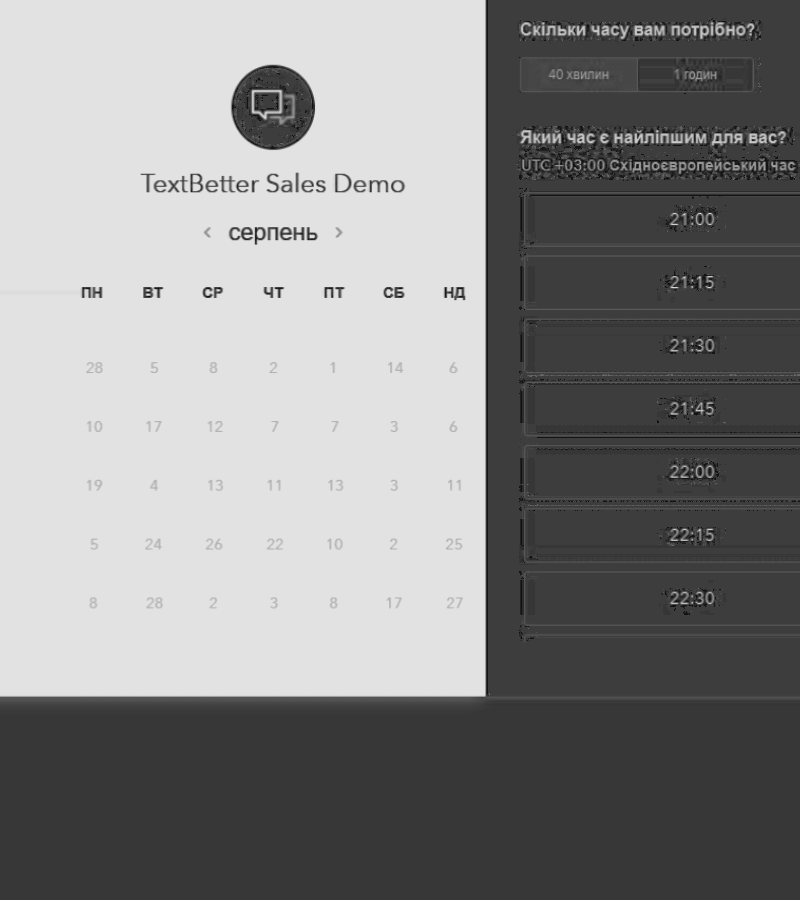 TextBetter Sales Demo
серпень
ПН ВТ СР ЧТ ПТ СБ НД
28 5 8 2 1 14 6
10 17 12 7 7 3 6
19 4 13 11 13 3 11
5 24 26 22 10 2 25
8 28 2 3 8 17 27
Скільки часу вам потрібно?
40 хвилин 1 годин
Який час є найліпшим для вас?
UTC +03:00 Східноєвропейський час
21:00
21:15
21:30
21:45
22:00
22:15
22:30